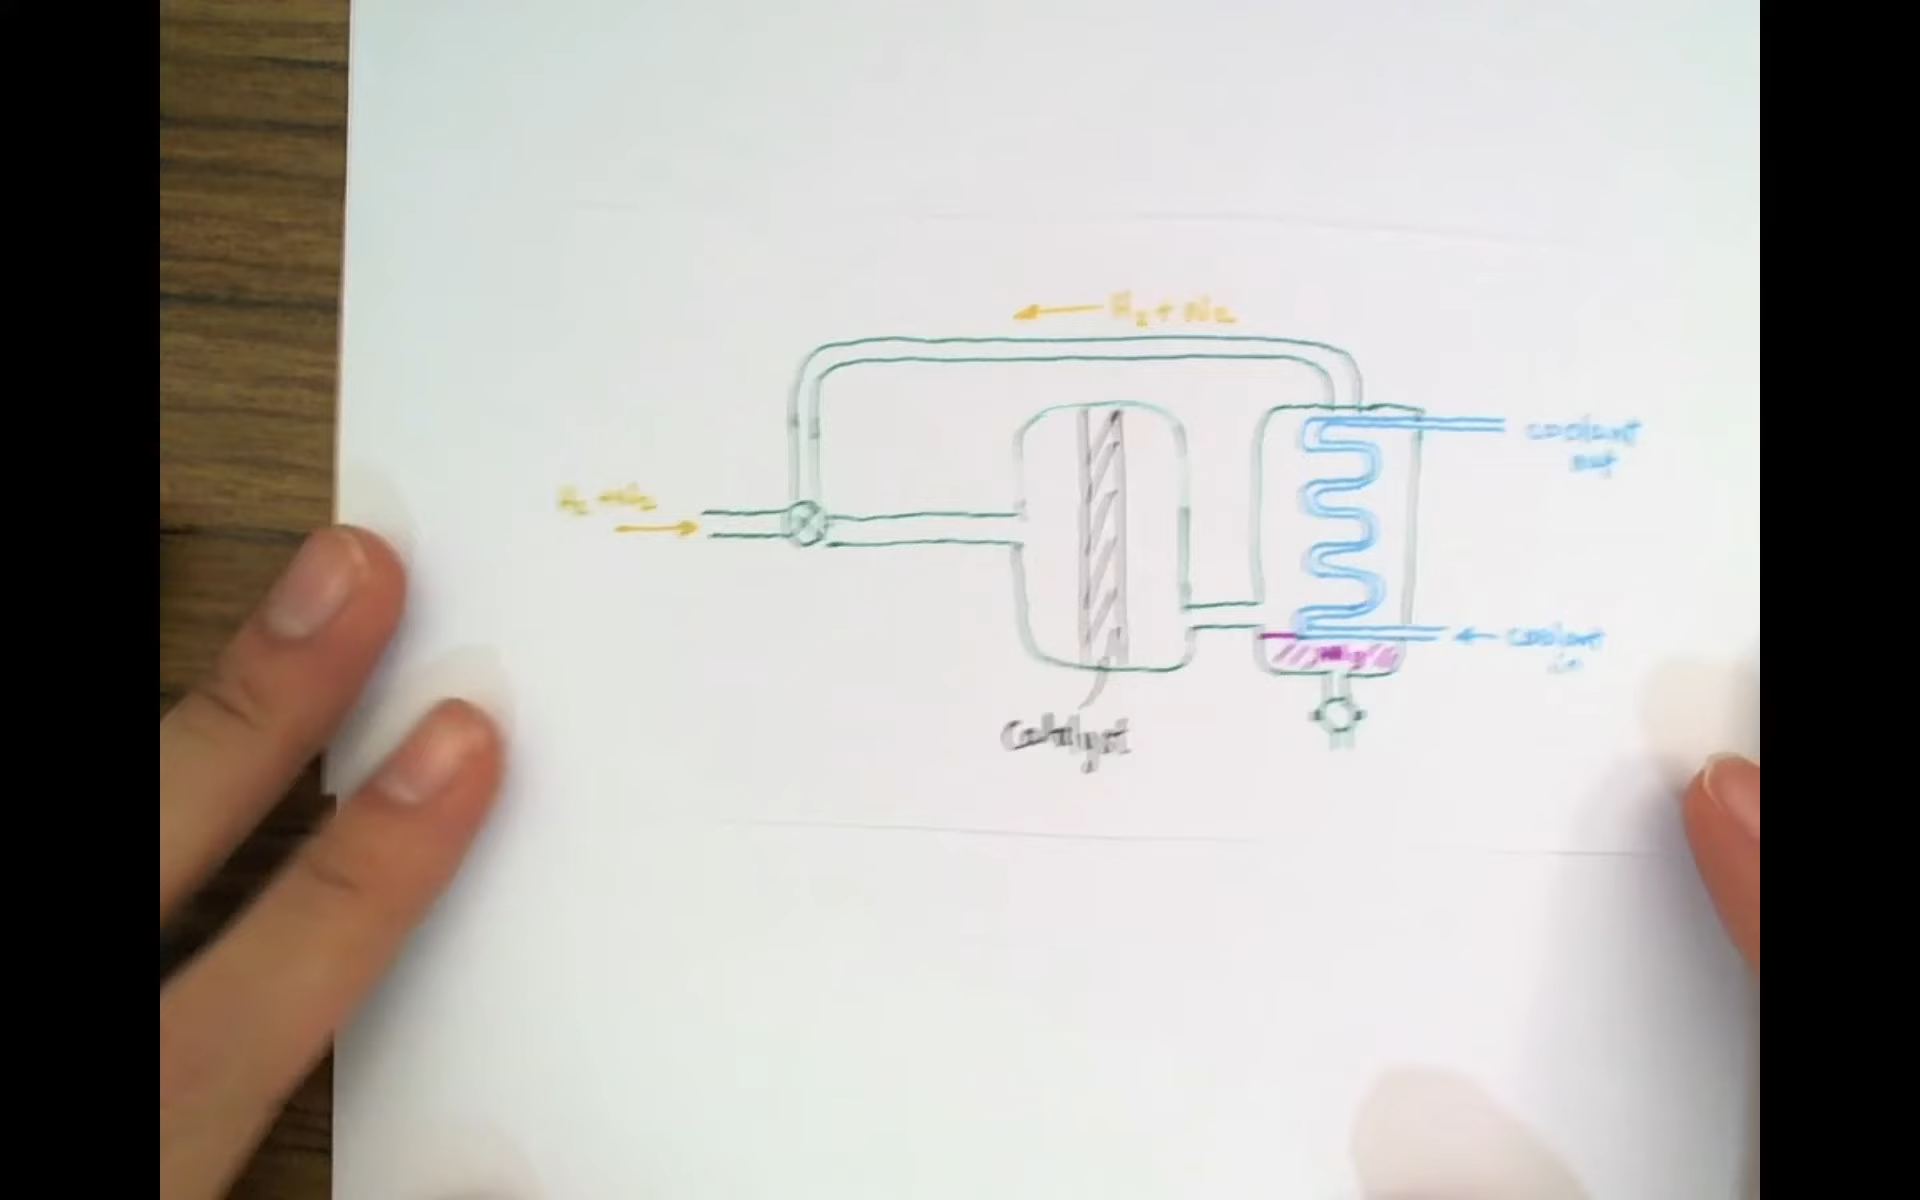 H₂ + N₂
coolant
out
H₂ + N₂
coolant
in
Catalyst